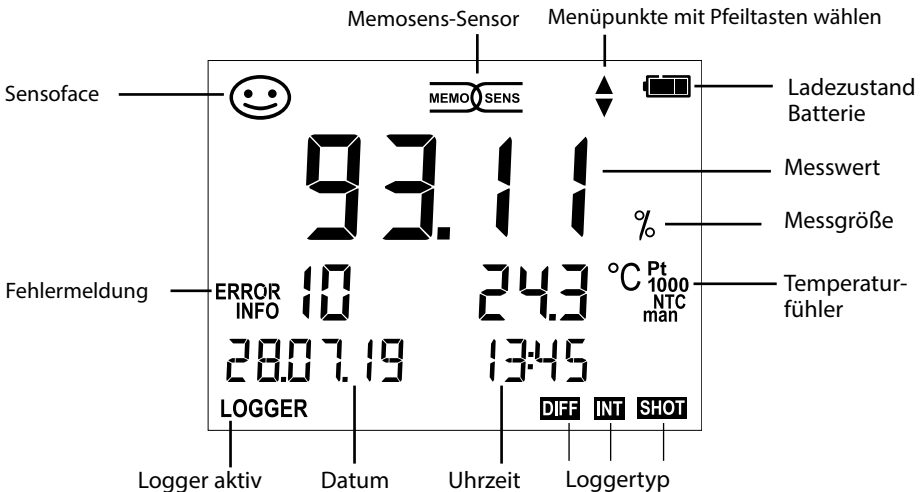 Memosens-Sensor
Menüpunkte mit Pfeiltasten wählen
Sensoface
MEMO SENS
Ladezustand
Batterie
93.11
Messwert
%
Messgröße
Fehlermeldung
ERROR
INFO
10
24.3
°C
Pt
1000
NTC
man
Temperatur-
fühler
28.07.19
13:45
LOGGER
DIFF INT SHOT
Logger aktiv
Datum
Uhrzeit
Loggertyp